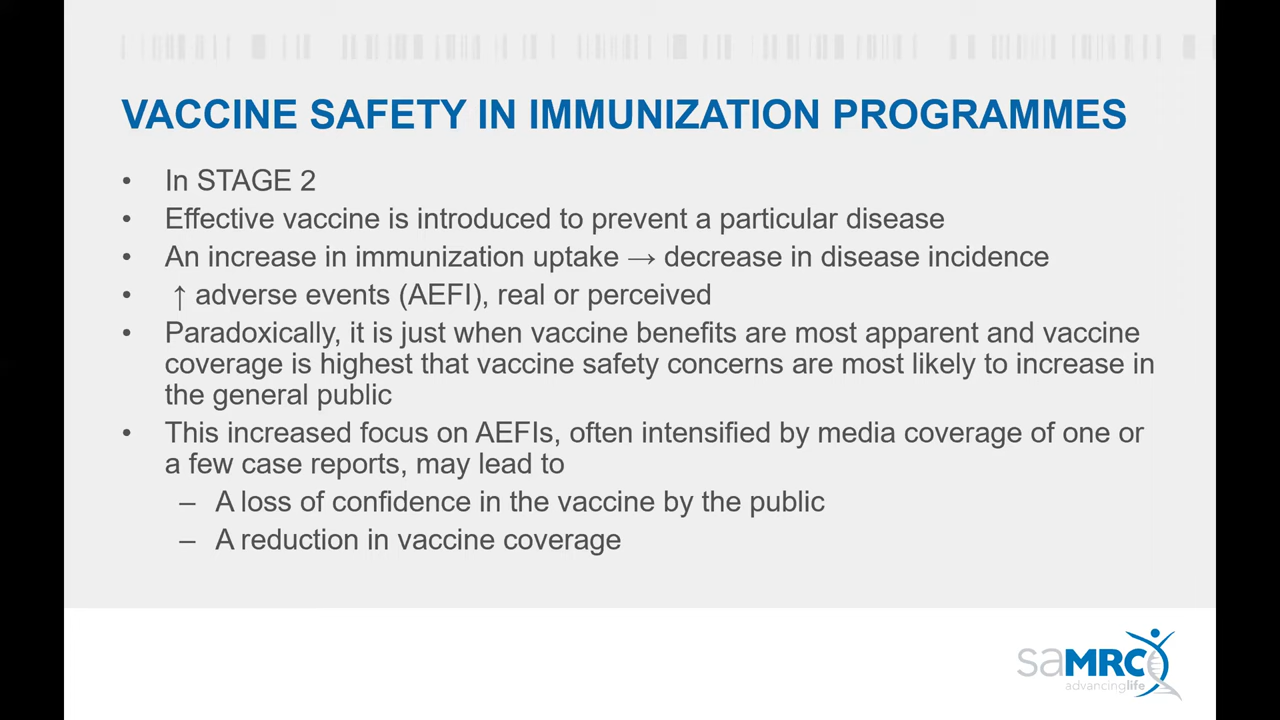 VACCINE SAFETY IN IMMUNIZATION PROGRAMMES
• In STAGE 2
• Effective vaccine is introduced to prevent a particular disease
• An increase in immunization uptake → decrease in disease incidence
• ↑ adverse events (AEFI), real or perceived
• Paradoxically, it is just when vaccine benefits are most apparent and vaccine
coverage is highest that vaccine safety concerns are most likely to increase in
the general public
• This increased focus on AEFIs, often intensified by media coverage of one or
a few case reports, may lead to
– A loss of confidence in the vaccine by the public
– A reduction in vaccine coverage
saMRC
advancinglife